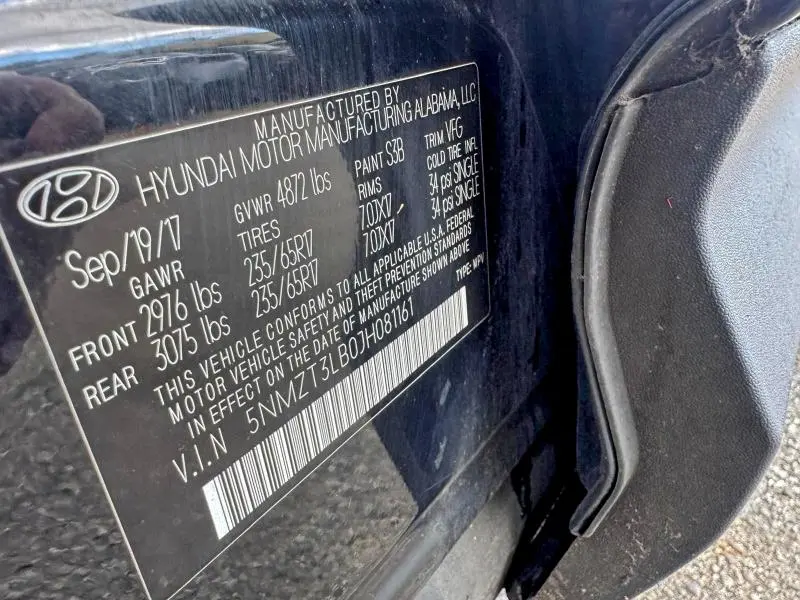 MANUFACTURED BY
HYUNDAI MOTOR MANUFACTURING ALABAMA, LLC
Sep/19/17 GVWR 4872 lbs PAINT S3B TRIM VFG
GAWR TIRES RIMS COLD TIRE INFL
FRONT 2976 lbs 235/65R17 7.0JX17 34 psi SINGLE
REAR 3075 lbs 235/65R17 7.0JX17 34 psi SINGLE
THIS VEHICLE CONFORMS TO ALL APPLICABLE U.S.A. FEDERAL
MOTOR VEHICLE SAFETY AND THEFT PREVENTION STANDARDS
IN EFFECT ON THE DATE OF MANUFACTURE SHOWN ABOVE
V.I.N 5NMZT3LB0JH081161 TYPE: MPV